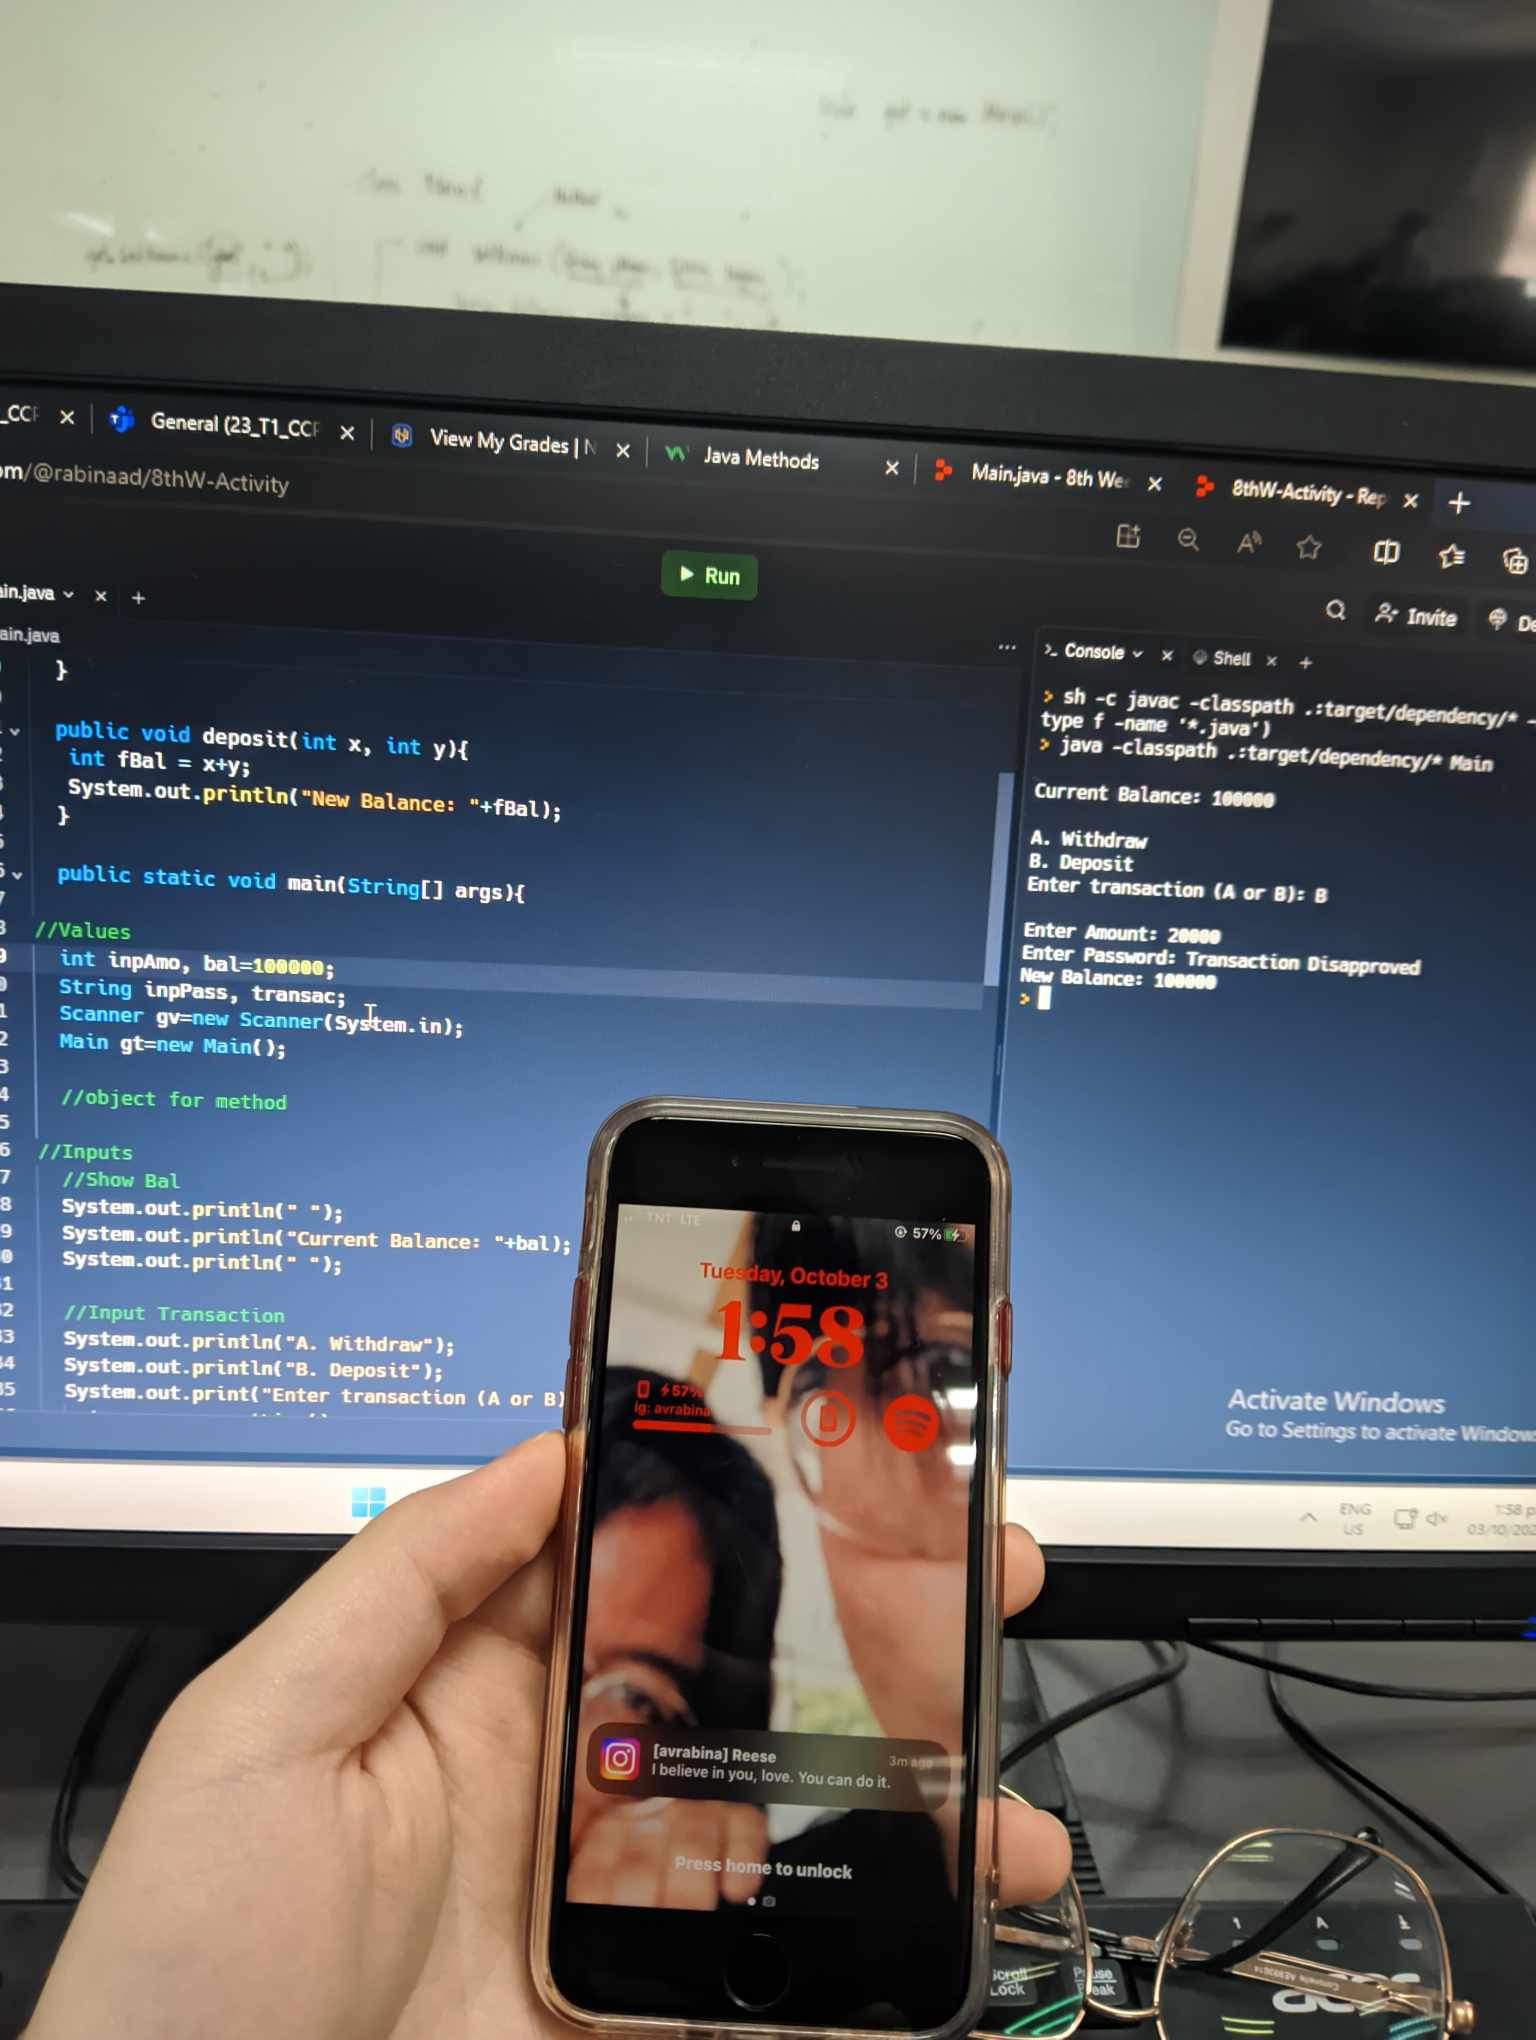 _CCF
General (23_T1_CCF
View My Grades | N
Java Methods
Main.java - 8th We
8thW-Activity - Rep
om/@rabinaad/8thW-Activity
Run
Invite
De
ain.java
ain.java
}
public void deposit(int x, int y){
int fBal = x+y;
System.out.println("New Balance: "+fBal);
}
public static void main(String[] args){
//Values
int inpAmo, bal=100000;
String inpPass, transac;
Scanner gv=new Scanner(System.in);
Main gt=new Main();
//object for method
//Inputs
//Show Bal
System.out.println(" ");
System.out.println("Current Balance: "+bal);
System.out.println(" ");
//Input Transaction
System.out.println("A. Withdraw");
System.out.println("B. Deposit");
System.out.print("Enter transaction (A or B)
Console
Shell
> sh -c javac -classpath .:target/dependency/* -
type f -name '*.java')
> java -classpath .:target/dependency/* Main
Current Balance: 100000
A. Withdraw
B. Deposit
Enter transaction (A or B): B
Enter Amount: 20000
Enter Password: Transaction Disapproved
New Balance: 100000
>
Activate Windows
Go to Settings to activate Window
ENG
US
1:58 p
03/10/202
TNT LTE
57%
Tuesday, October 3
1:58
57%
ig: avrabina
[avrabina] Reese
3m ago
I believe in you, love. You can do it.
Press home to unlock
Scroll
Lock
Pause
Break